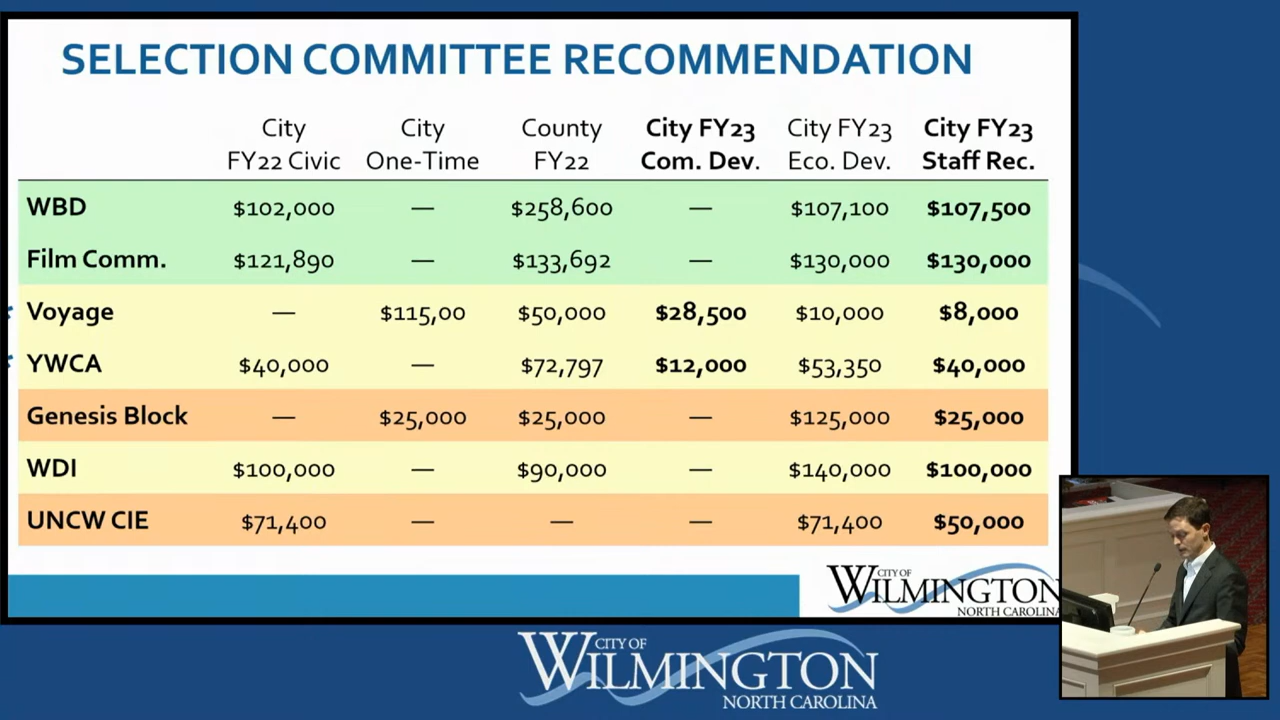 SELECTION COMMITTEE RECOMMENDATION
City FY22 Civic City One-Time County FY22 City FY23 Com. Dev. City FY23 Eco. Dev. City FY23 Staff Rec.
WBD $102,000 — $258,600 — $107,100 $107,500
Film Comm. $121,890 — $133,692 — $130,000 $130,000
* Voyage — $115,00 $50,000 $28,500 $10,000 $8,000
* YWCA $40,000 — $72,797 $12,000 $53,350 $40,000
Genesis Block — $25,000 $25,000 — $125,000 $25,000
WDI $100,000 — $90,000 — $140,000 $100,000
UNCW CIE $71,400 — — — $71,400 $50,000
CITY OF
WILMINGTON
NORTH CAROLINA
CITY OF
WILMINGTON
NORTH CAROLINA